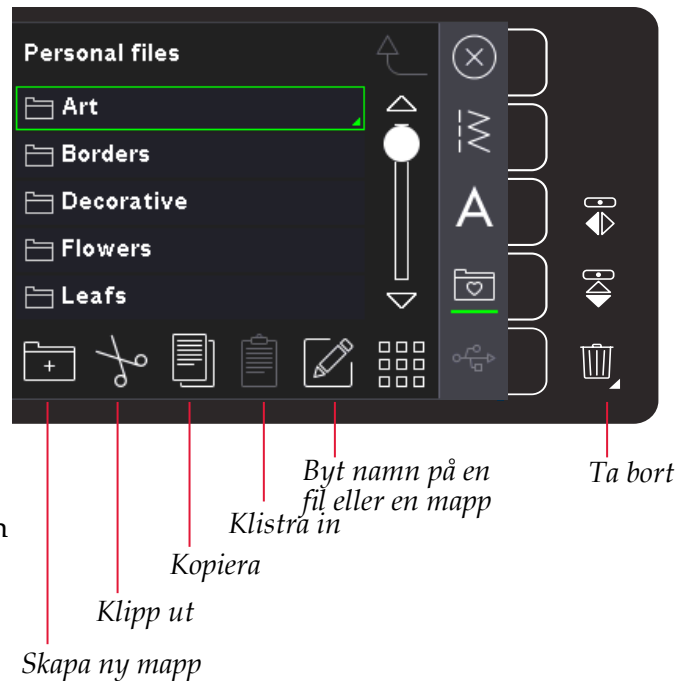 Personal files
Art
Borders
Decorative
Flowers
Leafs
A
Byt namn på en
fil eller en mapp
Ta bort
Klistra in
Kopiera
Klipp ut
Skapa ny mapp